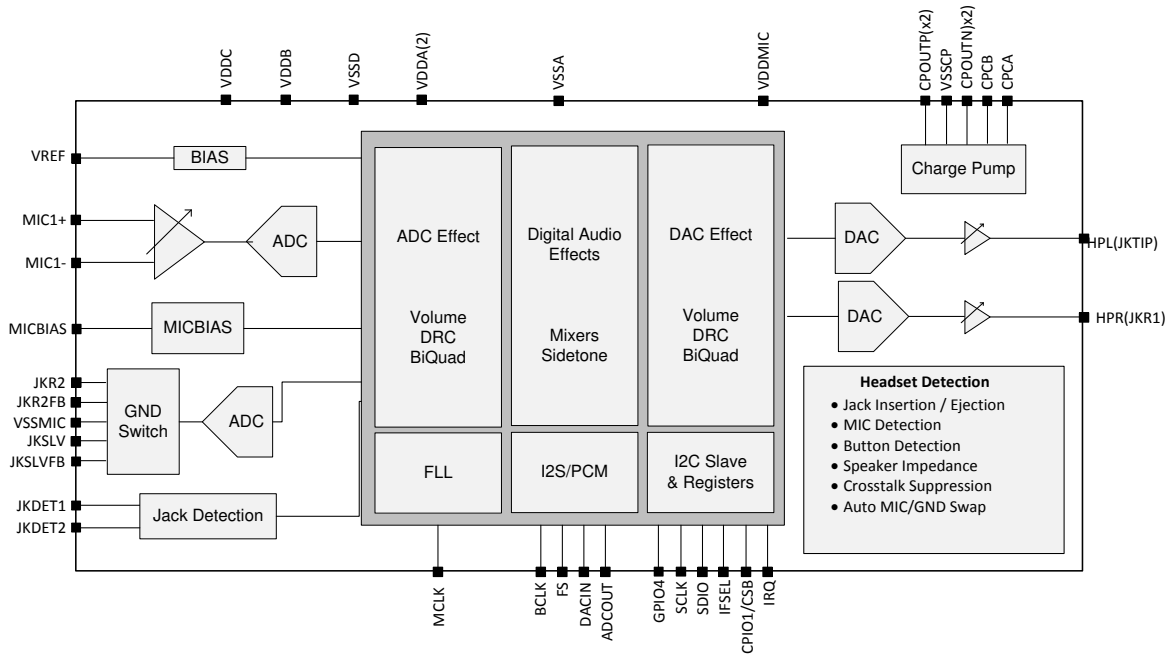 VDDC
VDDB
VSSD
VDDA(2)
VSSA
VDDMIC
CPOUTP(x2)
VSSCP
CPOUTN)x2)
CPCB
CPCA
VREF
BIAS
MIC1+
MIC1-
ADC
MICBIAS
MICBIAS
JKR2
JKR2FB
VSSMIC
JKSLV
JKSLVFB
GND
Switch
ADC
JKDET1
JKDET2
Jack Detection
ADC Effect
Volume
DRC
BiQuad
Digital Audio
Effects
Mixers
Sidetone
DAC Effect
Volume
DRC
BiQuad
FLL
I2S/PCM
I2C Slave
& Registers
Charge Pump
DAC
HPL(JKTIP)
DAC
HPR(JKR1)
Headset Detection
• Jack Insertion / Ejection
• MIC Detection
• Button Detection
• Speaker Impedance
• Crosstalk Suppression
• Auto MIC/GND Swap
MCLK
BCLK
FS
DACIN
ADCOUT
GPIO4
SCLK
SDIO
IFSEL
CPIO1/CSB
IRQ